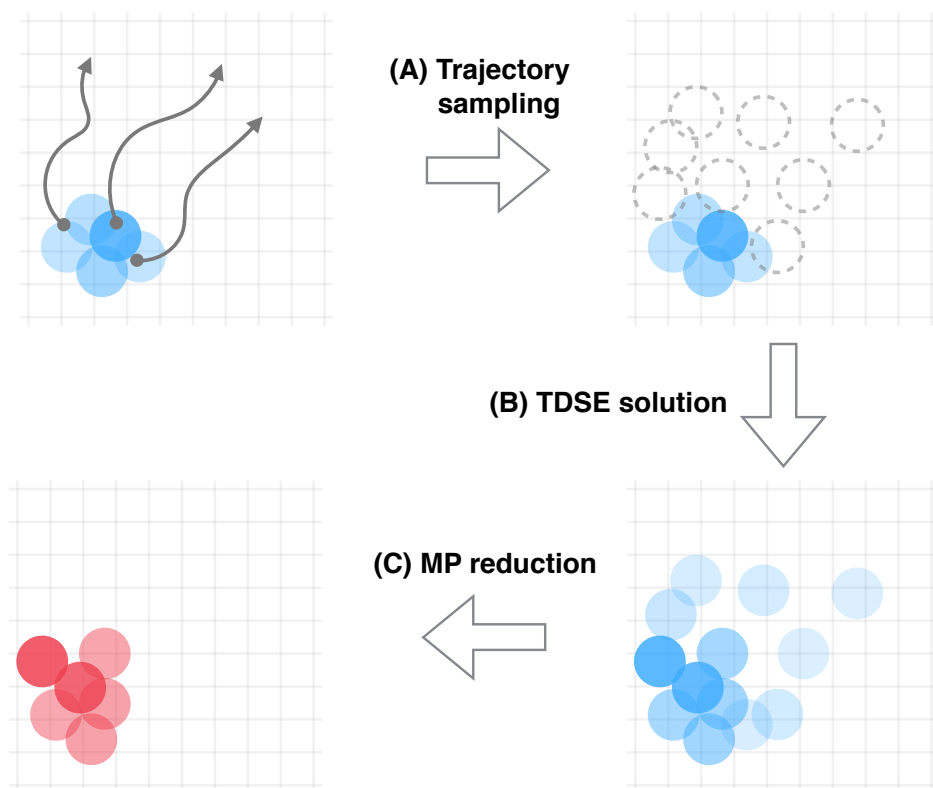 (A) Trajectory
sampling
(B) TDSE solution
(C) MP reduction